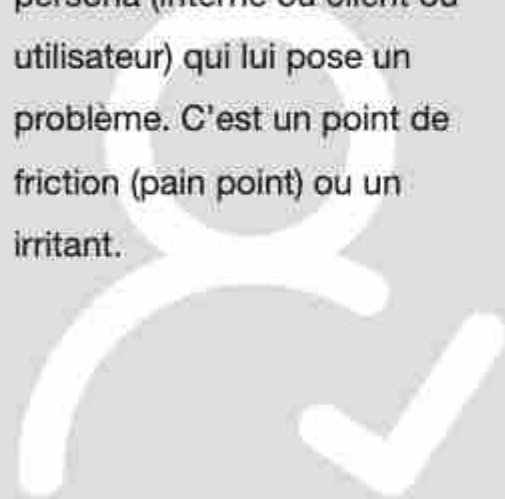 persona (interne ou client ou
utilisateur) qui lui pose un
problème. C'est un point de
friction (pain point) ou un
irritant.